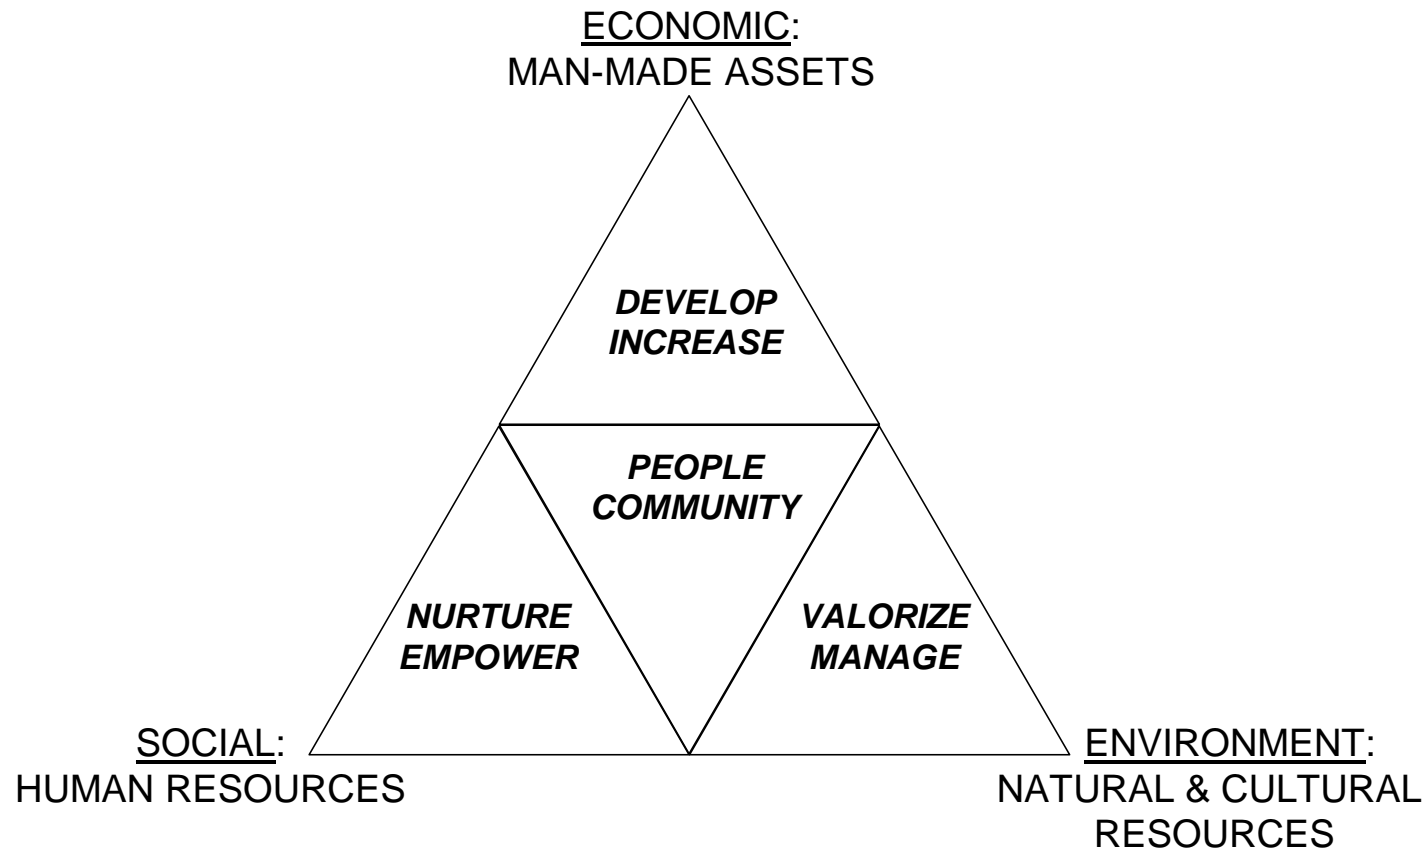 ECONOMIC:
MAN-MADE ASSETS
DEVELOP
INCREASE
PEOPLE
COMMUNITY
NURTURE
EMPOWER
VALORIZE
MANAGE
SOCIAL:
HUMAN RESOURCES
ENVIRONMENT:
NATURAL & CULTURAL
RESOURCES